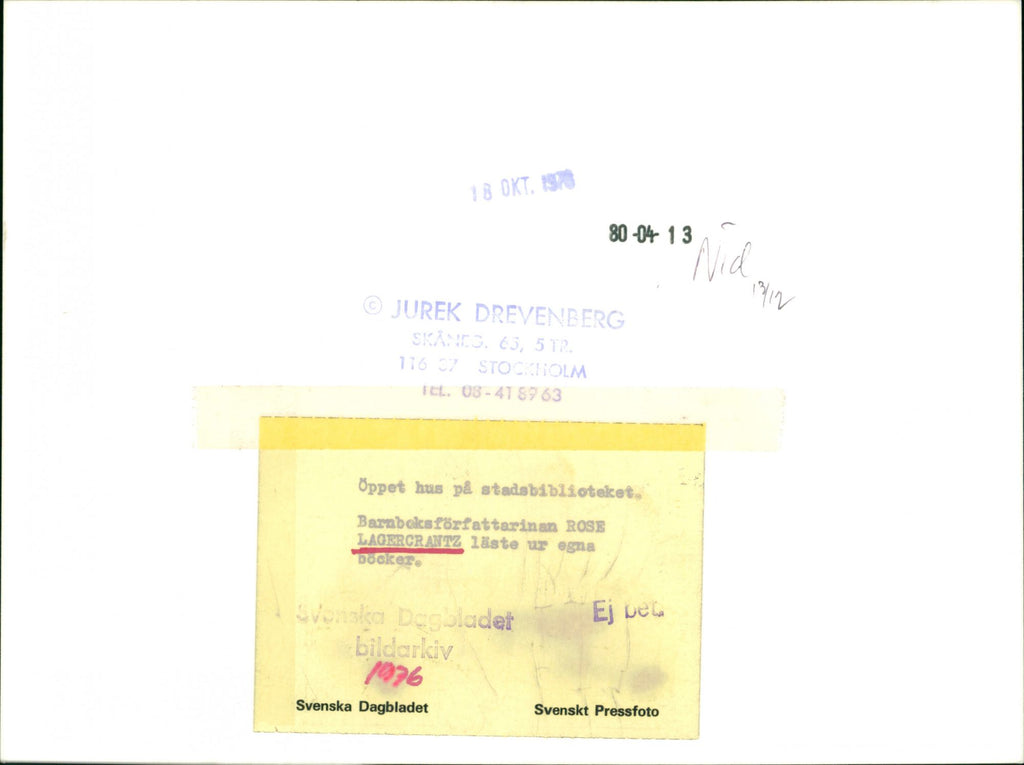 18 OKT. 1976
80-04-13
Nid
13/12
© JUREK DREVENBERG
SKÅNEG. 63, 5 TR.
116 37 STOCKHOLM
TEL. 08-41 89 63
Öppet hus på stadsbiblioteket.
Barnboksförfattarinan ROSE
LAGERCRANTZ läste ur egna
böcker.
Svenska Dagbladet
bildarkiv
Ej bet.
1976
Svenska Dagbladet
Svenskt Pressfoto